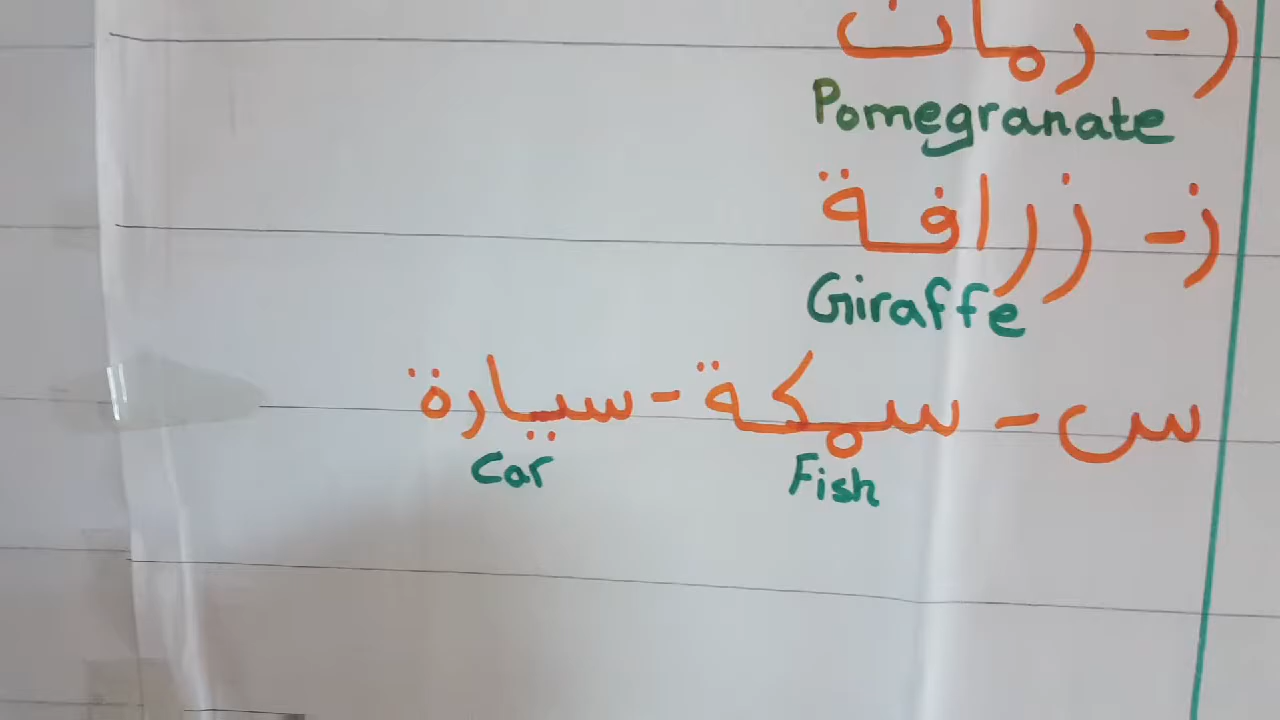 ر - رمان
Pomegranate
ز - زرافة
Giraffe
س - سمكة - سيارة
Fish Car